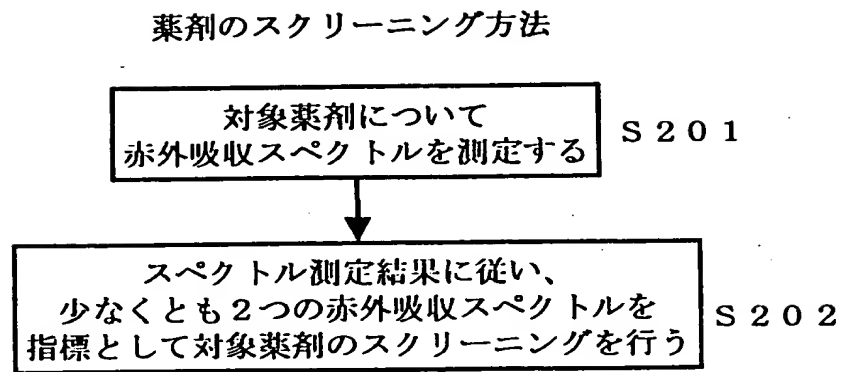 薬剤のスクリーニング方法
対象薬剤について
赤外吸収スペクトルを測定する
S201
スペクトル測定結果に従い、
少なくとも2つの赤外吸収スペクトルを
指標として対象薬剤のスクリーニングを行う
S202